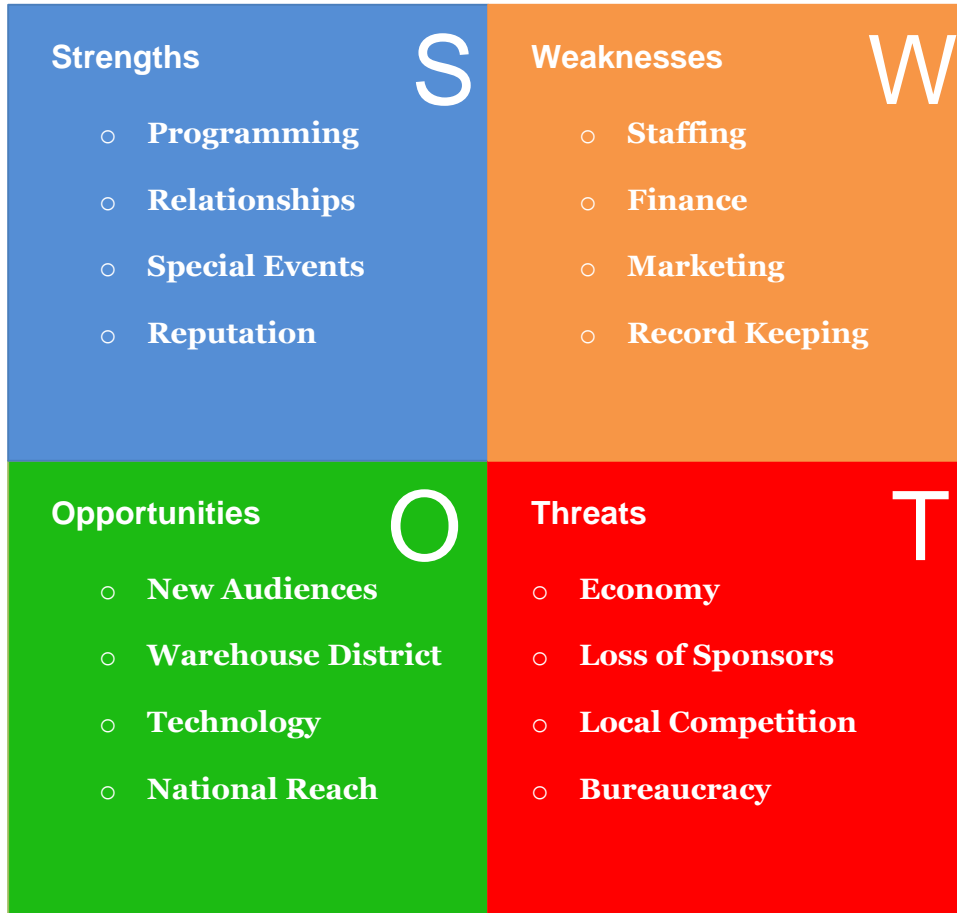 Strengths
S
o Programming
o Relationships
o Special Events
o Reputation
Weaknesses
W
o Staffing
o Finance
o Marketing
o Record Keeping
Opportunities
O
o New Audiences
o Warehouse District
o Technology
o National Reach
Threats
T
o Economy
o Loss of Sponsors
o Local Competition
o Bureaucracy